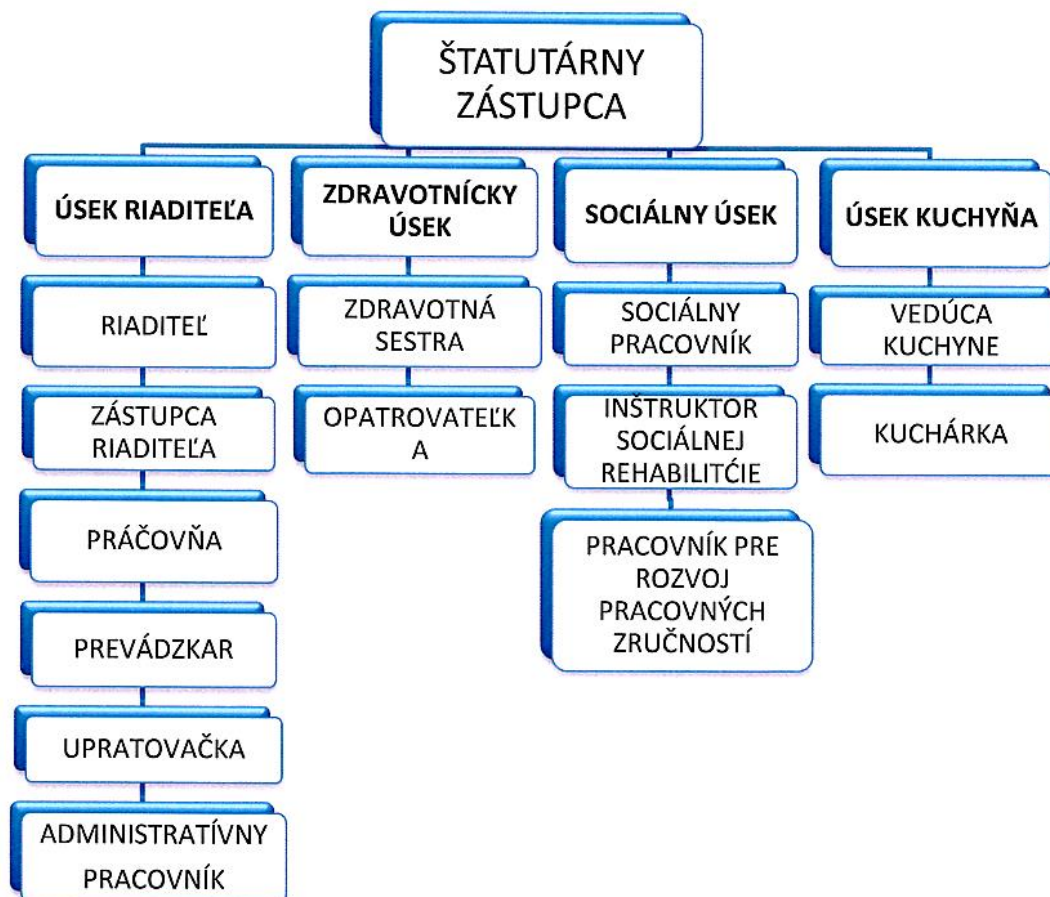 ŠTATUTÁRNY
ZÁSTUPCA
ÚSEK RIADITEĽA
RIADITEĽ
ZÁSTUPCA
RIADITEĽA
PRÁČOVŇA
PREVÁDZKAR
UPRATOVAČKA
ADMINISTRATÍVNY
PRACOVNÍK
ZDRAVOTNÍCKY
ÚSEK
ZDRAVOTNÁ
SESTRA
OPATROVATEĽK
A
SOCIÁLNY ÚSEK
SOCIÁLNY
PRACOVNÍK
INŠTRUKTOR
SOCIÁLNEJ
REHABILITĆIE
PRACOVNÍK PRE
ROZVOJ
PRACOVNÝCH
ZRUČNOSTÍ
ÚSEK KUCHYŇA
VEDÚCA
KUCHYNE
KUCHÁRKA